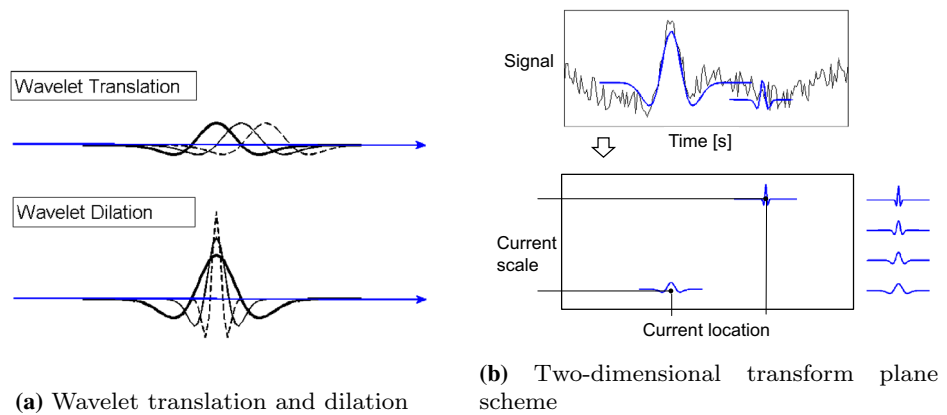 Wavelet Translation
Wavelet Dilation
(a) Wavelet translation and dilation
Signal
Time [s]
Current
scale
Current location
(b) Two-dimensional transform plane
scheme